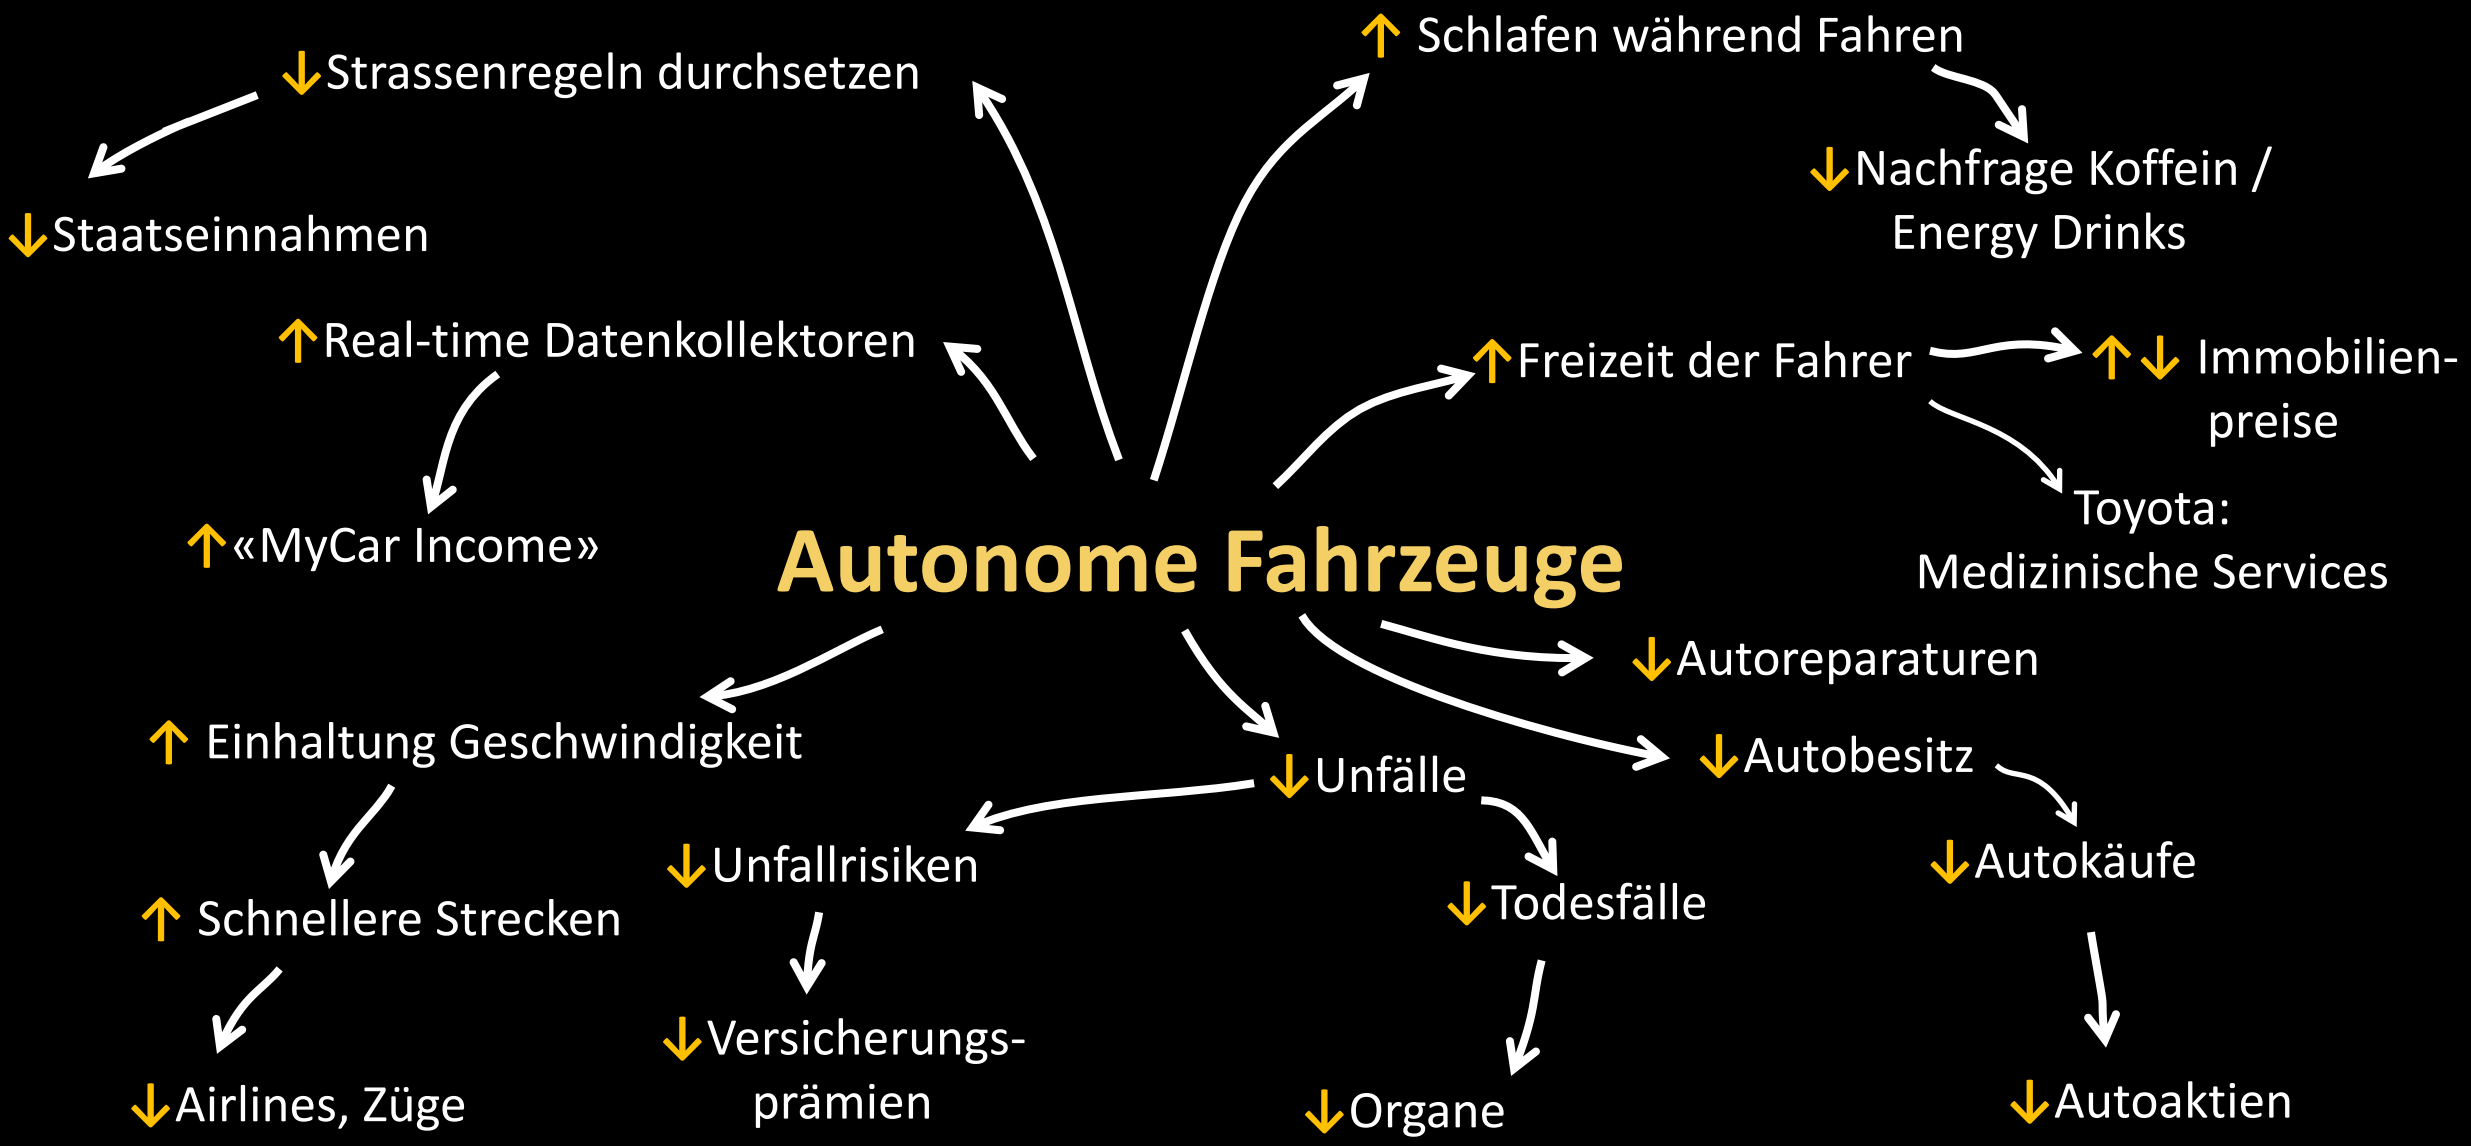 ↑ Schlafen während Fahren
↓Strassenregeln durchsetzen
↓Nachfrage Koffein /
Energy Drinks
↓Staatseinnahmen
↑Real-time Datenkollektoren
↑Freizeit der Fahrer
↑↓ Immobilien-
preise
↑«MyCar Income»
Toyota:
Medizinische Services
Autonome Fahrzeuge
↓Autoreparaturen
↑ Einhaltung Geschwindigkeit
↓Unfälle
↓Autobesitz
↓Unfallrisiken
↓Todesfälle
↓Autokäufe
↑ Schnellere Strecken
↓Versicherungs-
prämien
↓Airlines, Züge
↓Organe
↓Autoaktien